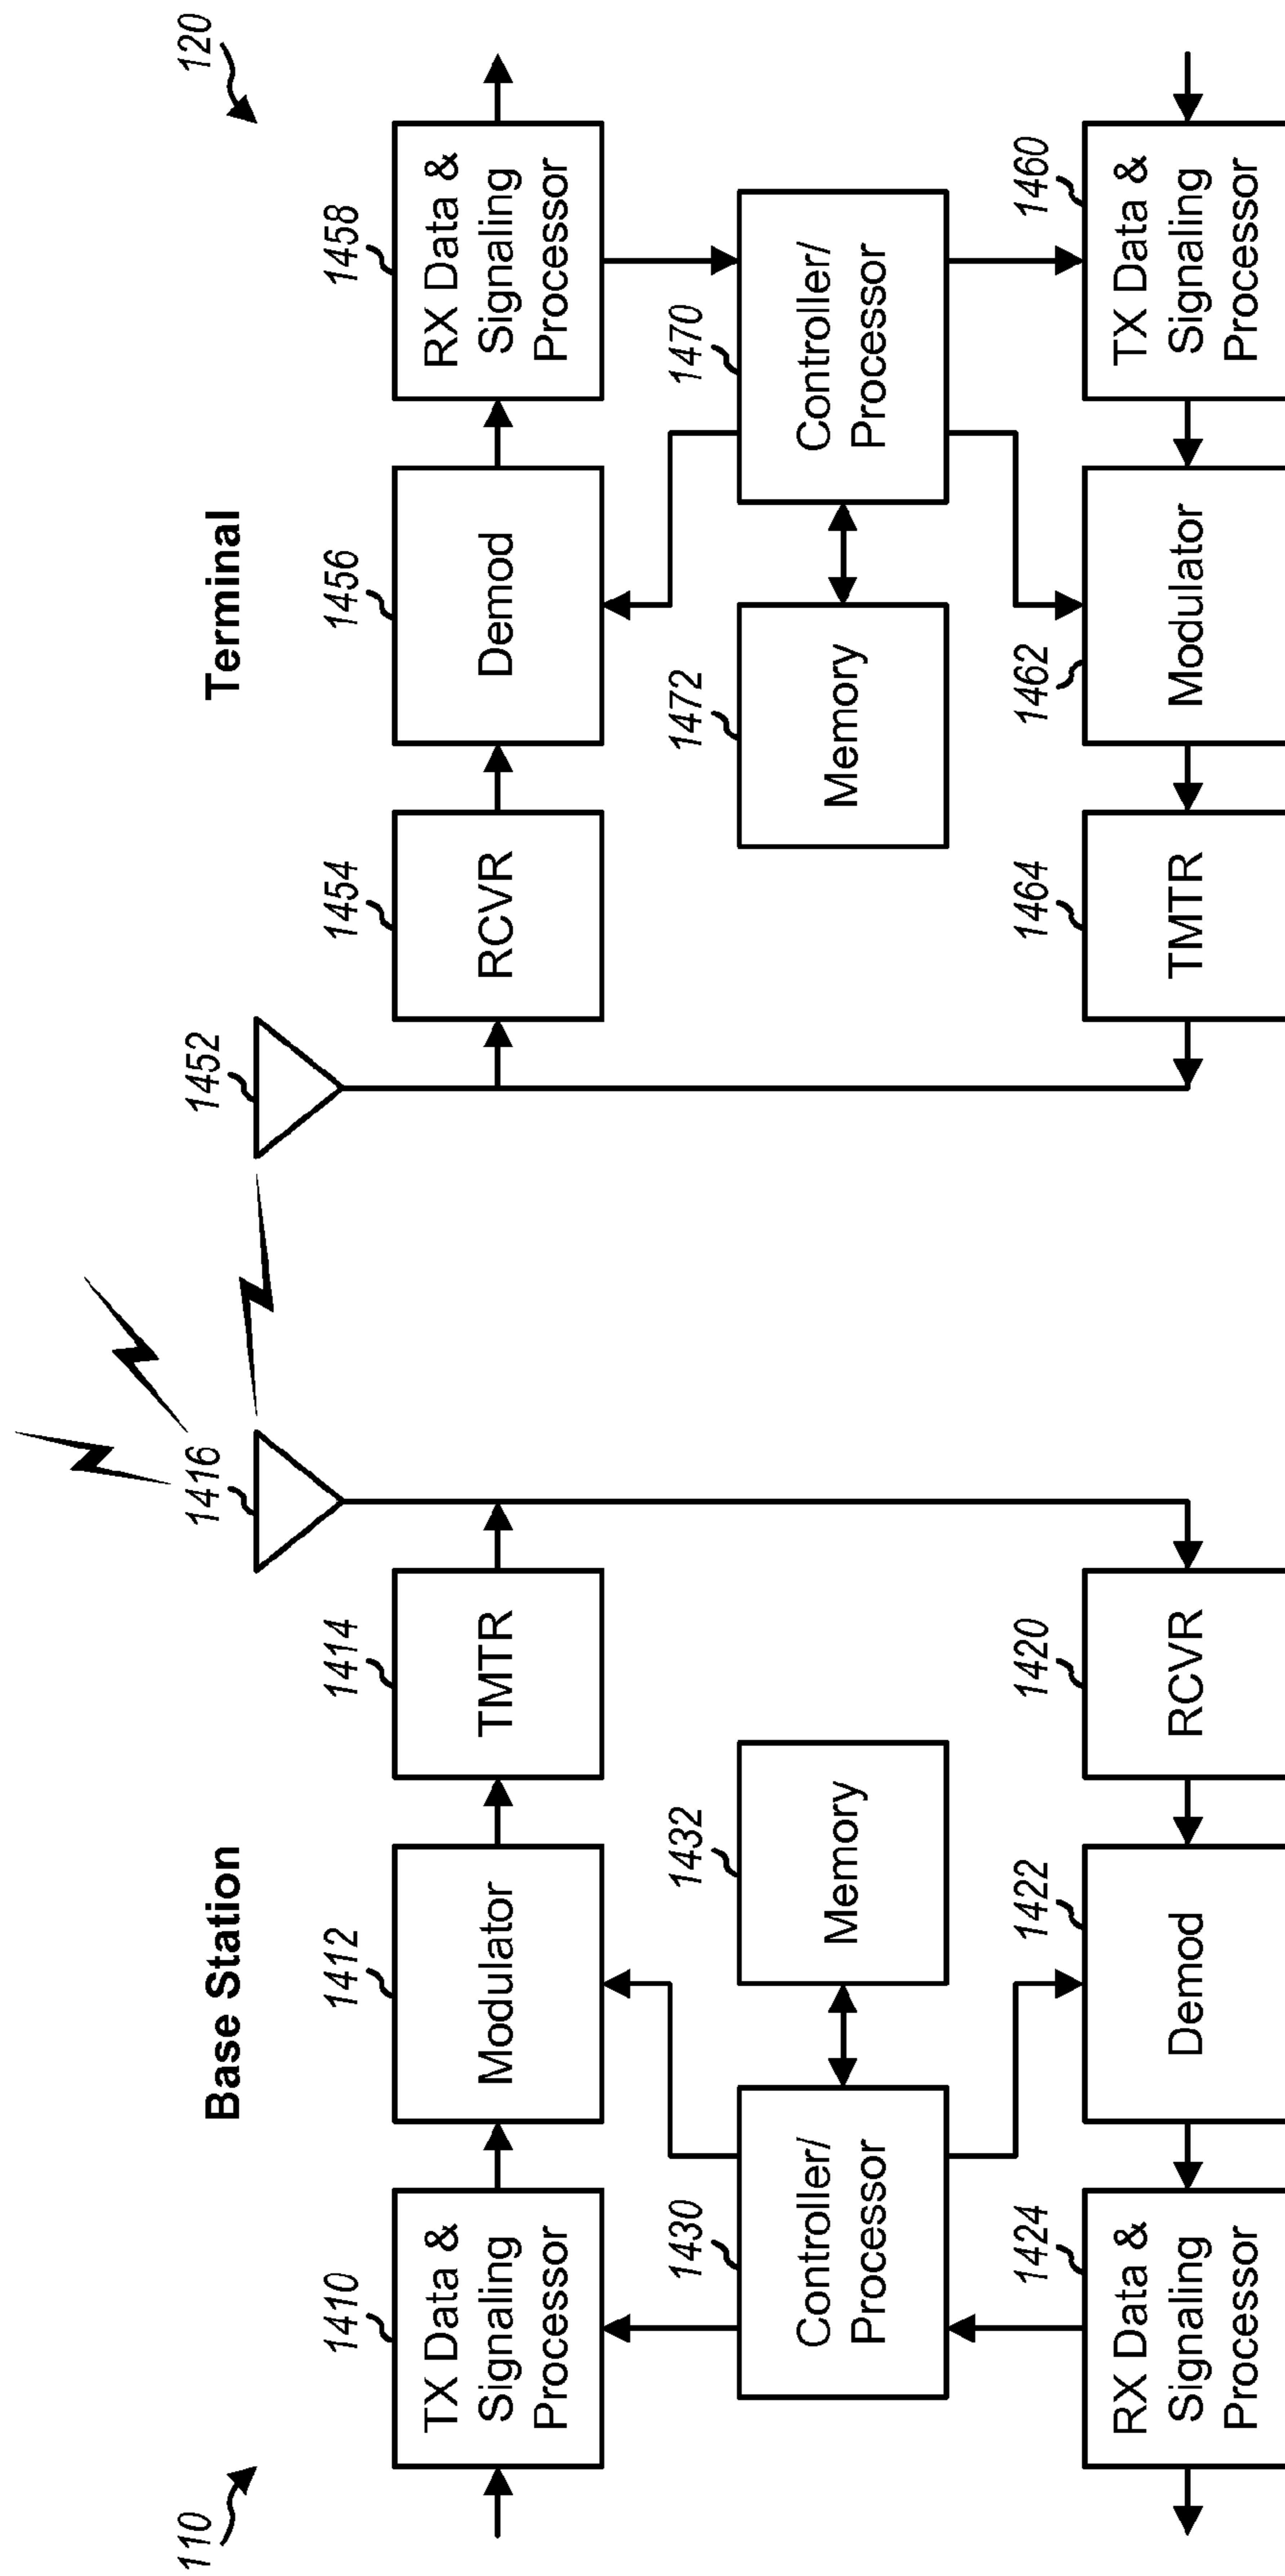 110
Base Station
Terminal
120
1410
TX Data &
Signaling
Processor
1412
Modulator
1414
TMTR
1416
1452
1454
RCVR
1456
Demod
1458
RX Data &
Signaling
Processor
1430
Controller/
Processor
1432
Memory
1472
Memory
1470
Controller/
Processor
1424
RX Data &
Signaling
Processor
1422
Demod
1420
RCVR
1464
TMTR
1462
Modulator
1460
TX Data &
Signaling
Processor